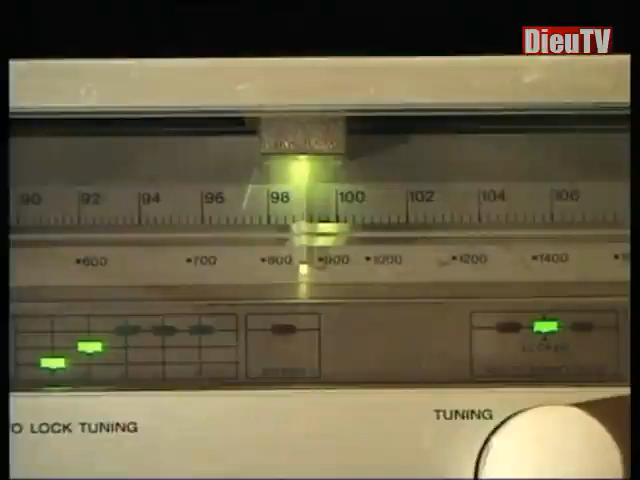 DieuTV
90 92 94 96 98 100 102 104 106
•600 •700 •800 •900 •1000 •1200 •1400
O LOCK TUNING
TUNING